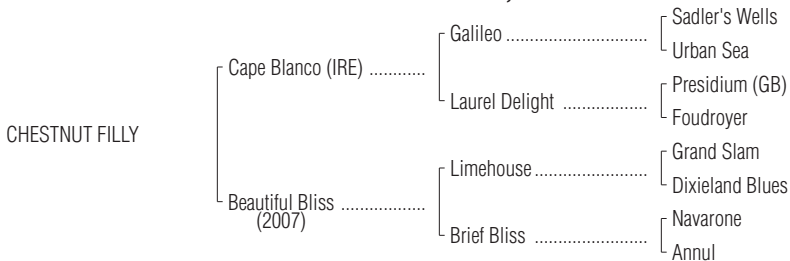 Sadler's Wells
Galileo ..............................
Urban Sea
Cape Blanco (IRE) ............
Presidium (GB)
Laurel Delight ..................
Foudroyer
CHESTNUT FILLY
Grand Slam
Limehouse ........................
Dixieland Blues
Beautiful Bliss ..................
(2007)
Navarone
Brief Bliss ........................
Annul